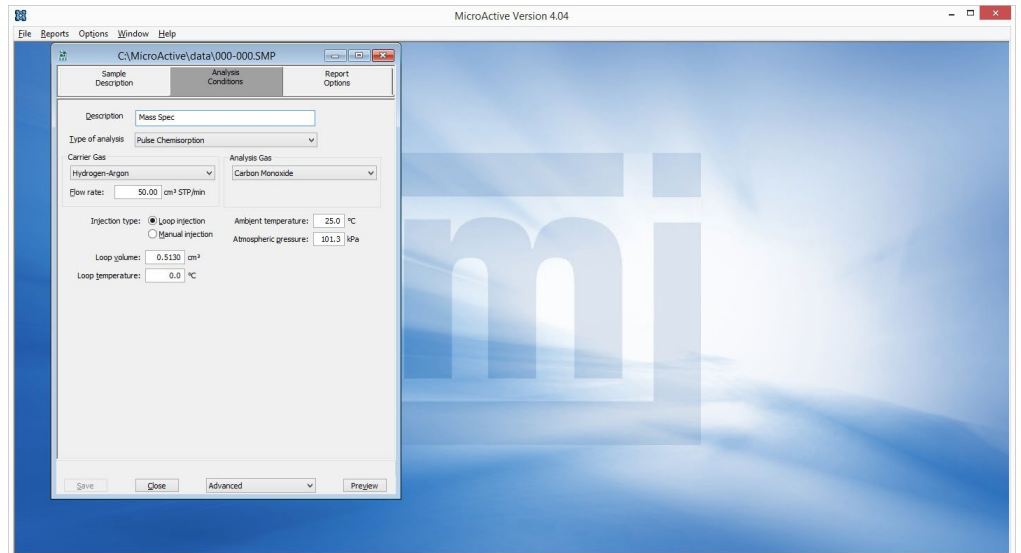 MicroActive Version 4.04
File Reports Options Window Help
C:\MicroActive\data\000-000.SMP
Sample Description
Analysis Conditions
Report Options
Description Mass Spec
Type of analysis Pulse Chemisorption
Carrier Gas
Analysis Gas
Hydrogen-Argon
Carbon Monoxide
Flow rate: 50.00 cm³ STP/min
Injection type: Loop injection
Manual injection
Ambient temperature: 25.0 °C
Atmospheric pressure: 101.3 kPa
Loop volume: 0.5130 cm³
Loop temperature: 0.0 °C
Save Close Advanced Preview
mi